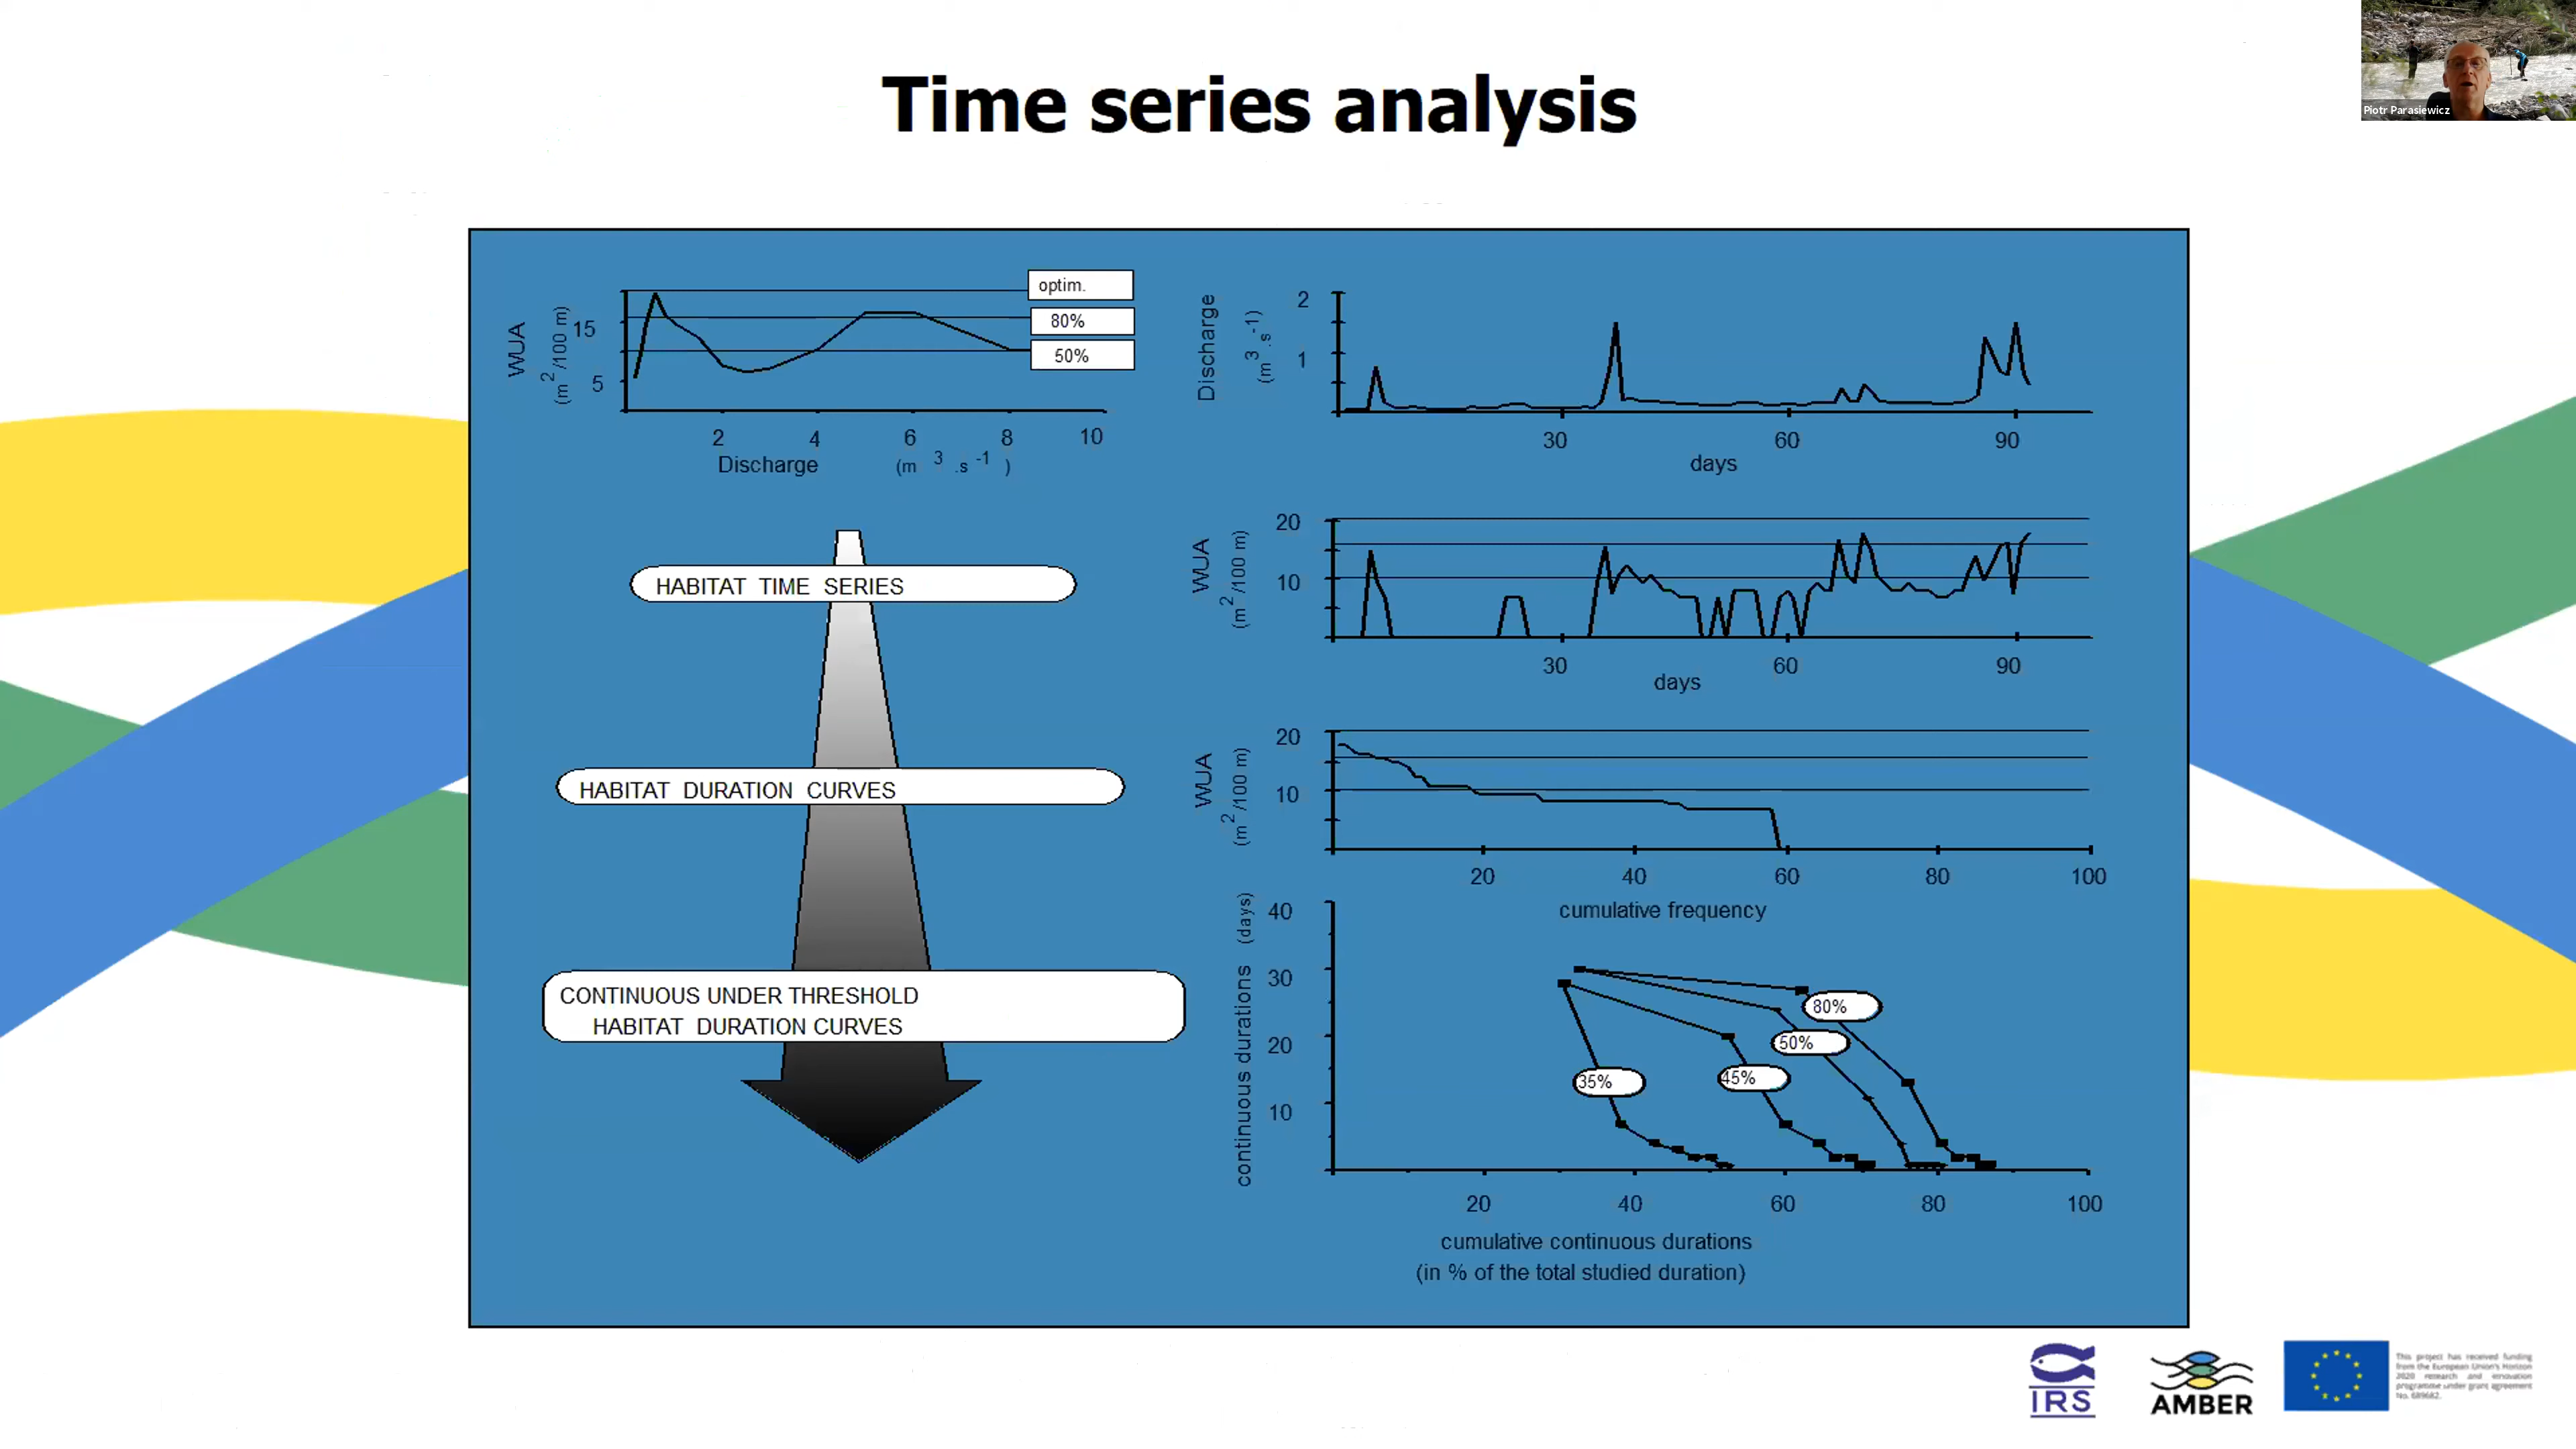 Time series analysis
Piotr Parasiewicz
optim.
80%
50%
WUA
(m2/100 m)
15
5
2 4 6 8 10
Discharge (m3.s-1)
Discharge
(m3.s-1)
2
1
30 60 90
days
HABITAT TIME SERIES
WUA
(m2/100 m)
20
10
30 60 90
days
HABITAT DURATION CURVES
WUA
(m2/100 m)
20
10
20 40 60 80 100
cumulative frequency
CONTINUOUS UNDER THRESHOLD
HABITAT DURATION CURVES
continuous durations (days)
40
30
20
10
80%
50%
45%
35%
20 40 60 80 100
cumulative continuous durations
(in % of the total studied duration)
IRS
AMBER
This project has received funding
from the European Union's Horizon
2020 research and innovation
programme under grant agreement
No. 689682.